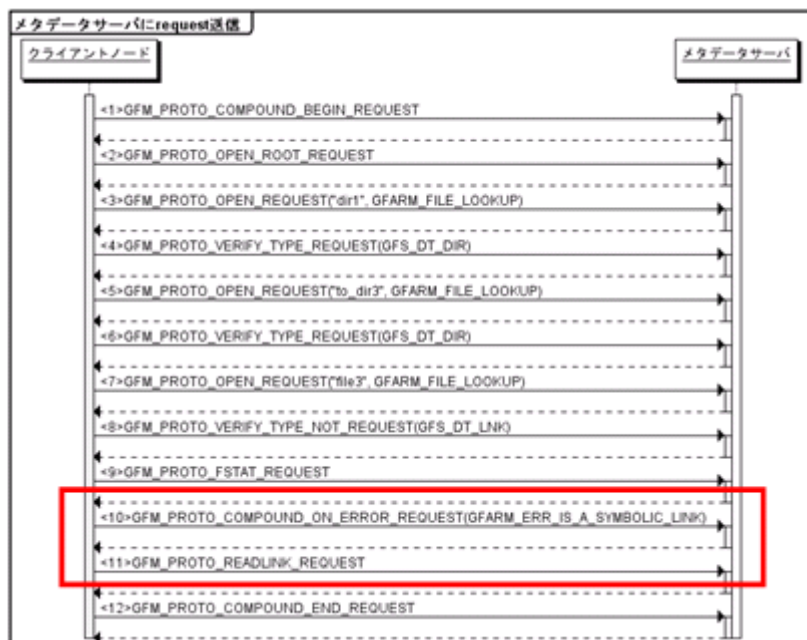 メタデータサーバにrequest送信
クライアントノード
メタデータサーバ
<1>GFM_PROTO_COMPOUND_BEGIN_REQUEST
<2>GFM_PROTO_OPEN_ROOT_REQUEST
<3>GFM_PROTO_OPEN_REQUEST("dir1", GFARM_FILE_LOOKUP)
<4>GFM_PROTO_VERIFY_TYPE_REQUEST(GFS_DT_DIR)
<5>GFM_PROTO_OPEN_REQUEST("to_dir3", GFARM_FILE_LOOKUP)
<6>GFM_PROTO_VERIFY_TYPE_REQUEST(GFS_DT_DIR)
<7>GFM_PROTO_OPEN_REQUEST("file3", GFARM_FILE_LOOKUP)
<8>GFM_PROTO_VERIFY_TYPE_NOT_REQUEST(GFS_DT_LNK)
<9>GFM_PROTO_FSTAT_REQUEST
<10>GFM_PROTO_COMPOUND_ON_ERROR_REQUEST(GFARM_ERR_IS_A_SYMBOLIC_LINK)
<11>GFM_PROTO_READLINK_REQUEST
<12>GFM_PROTO_COMPOUND_END_REQUEST